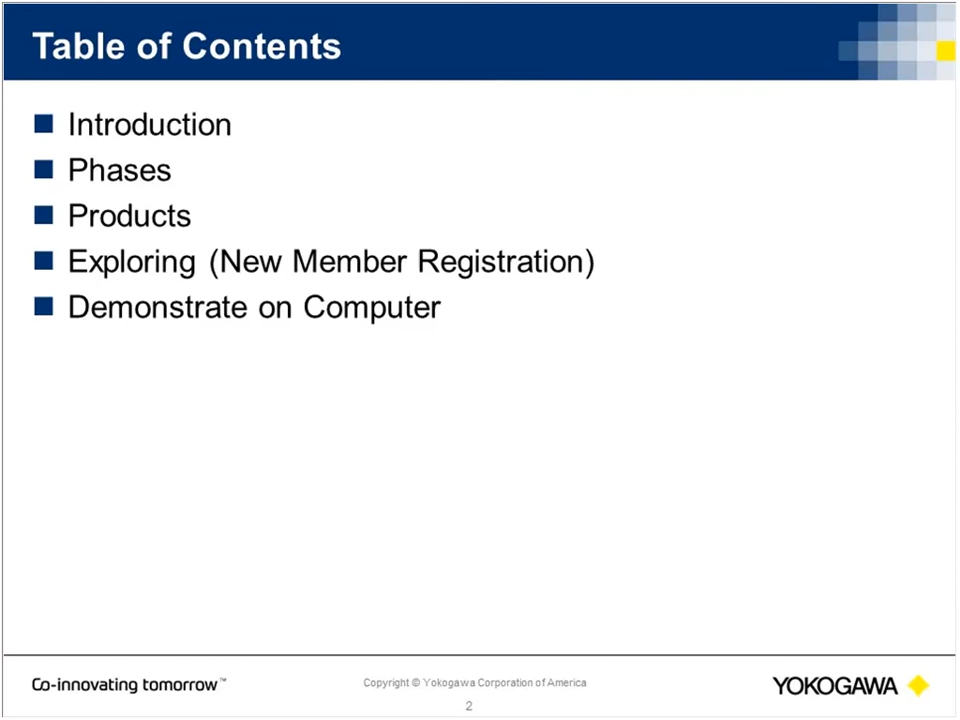 Table of Contents
Introduction
Phases
Products
Exploring (New Member Registration)
Demonstrate on Computer
Co-innovating tomorrow™
Copyright © Yokogawa Corporation of America
YOKOGAWA
2